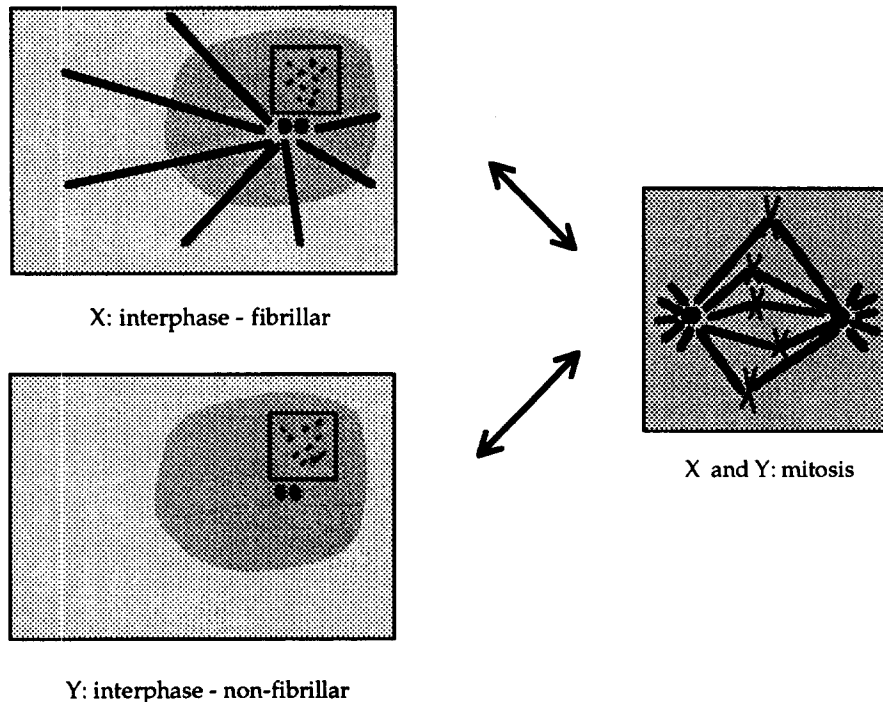 X: interphase - fibrillar
X and Y: mitosis
Y: interphase - non-fibrillar